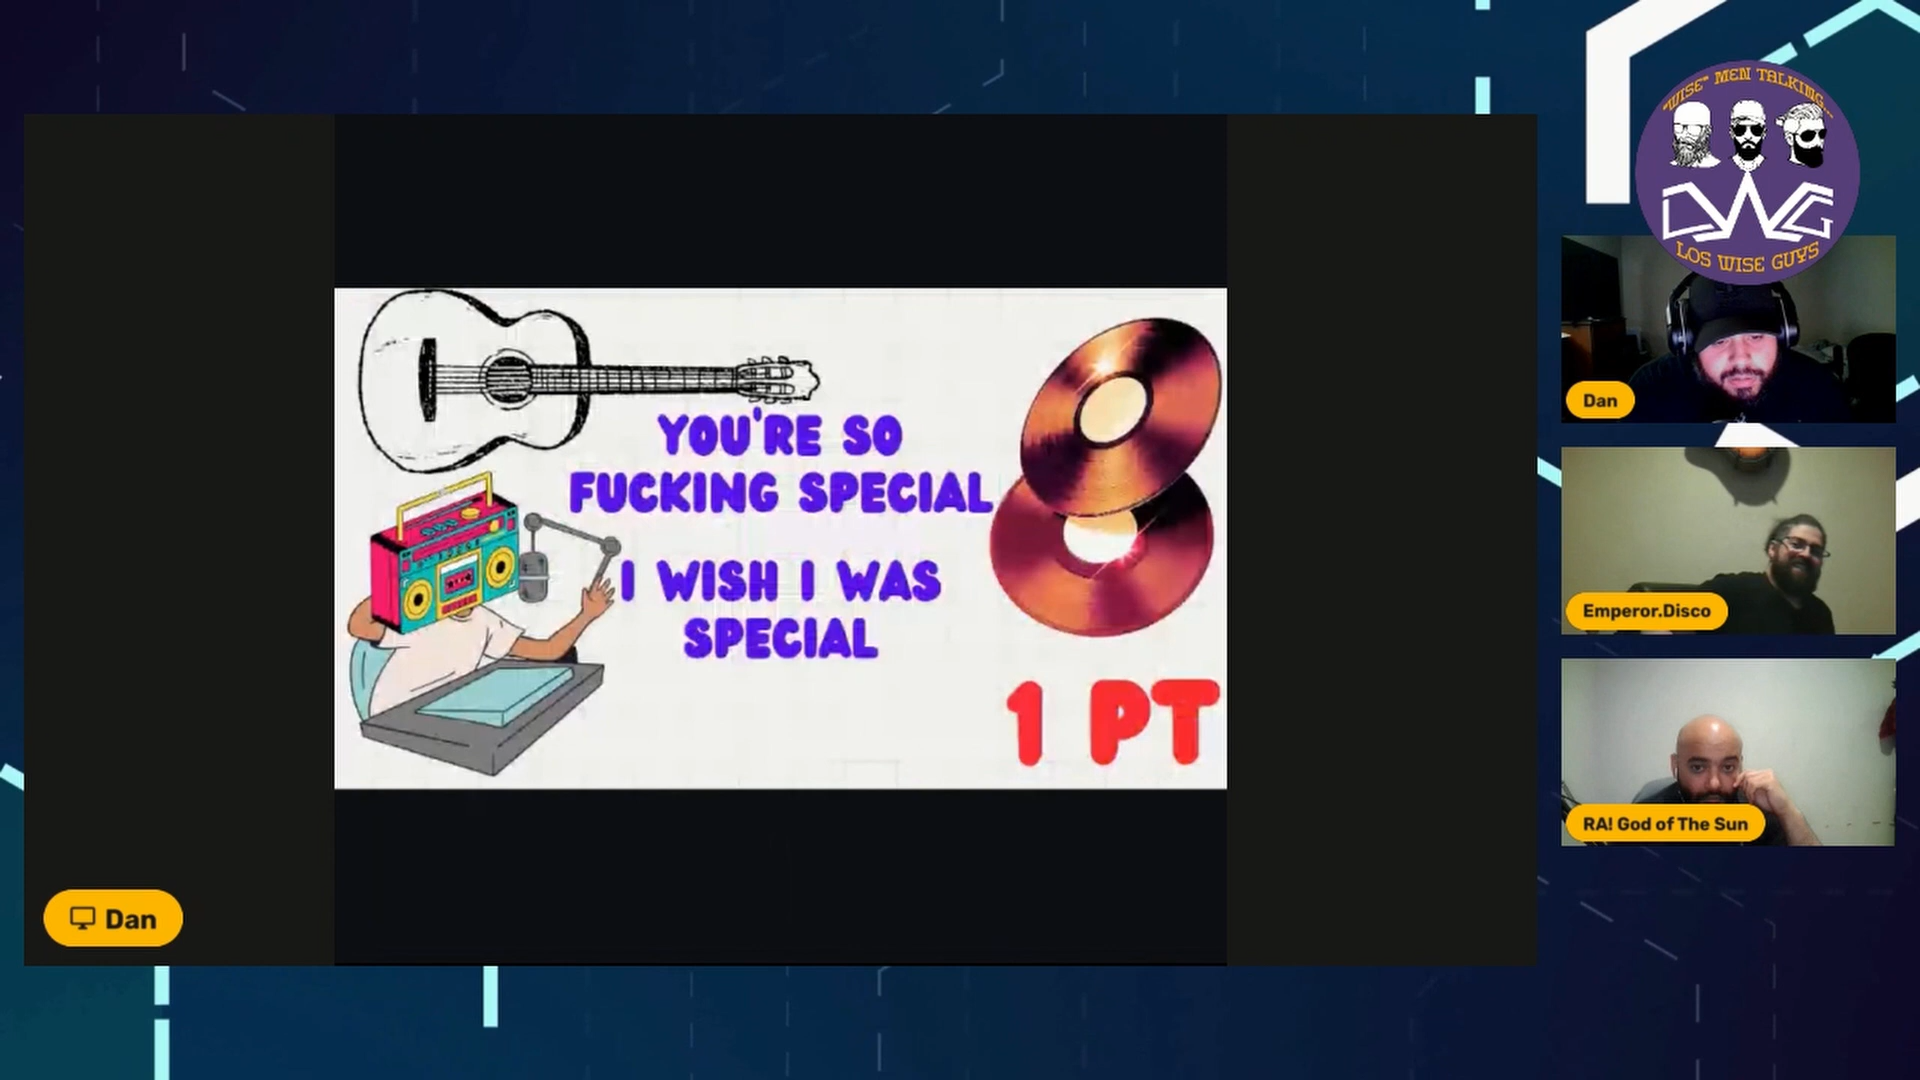 "WISE" MEN TALKING...
LWG
LOS WISE GUYS
YOU'RE SO
FUCKING SPECIAL
I WISH I WAS
SPECIAL
1 PT
Dan
Dan
Emperor.Disco
RA! God of The Sun